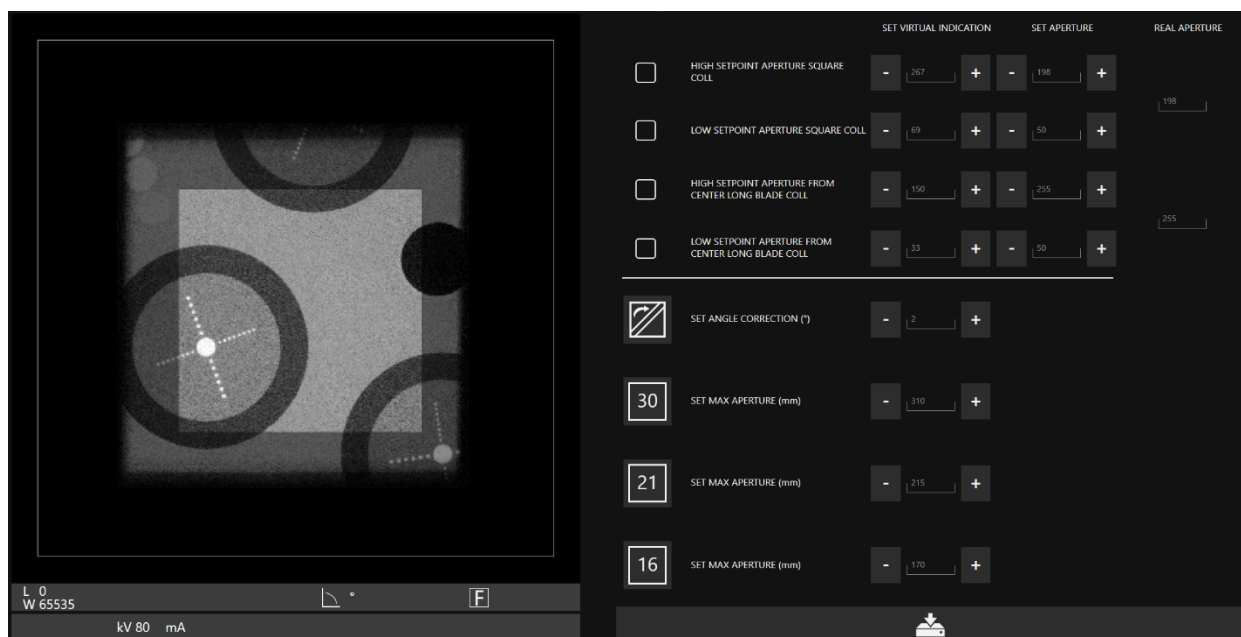 SET VIRTUAL INDICATION SET APERTURE REAL APERTURE
HIGH SETPOINT APERTURE SQUARE
COLL
- 267 + - 198 +
198
LOW SETPOINT APERTURE SQUARE COLL - 69 + - 50 +
HIGH SETPOINT APERTURE FROM
CENTER LONG BLADE COLL
- 150 + - 255 +
255
LOW SETPOINT APERTURE FROM
CENTER LONG BLADE COLL
- 33 + - 50 +
SET ANGLE CORRECTION (°) - 2 +
30 SET MAX APERTURE (mm) - 310 +
21 SET MAX APERTURE (mm) - 215 +
16 SET MAX APERTURE (mm) - 170 +
L 0
W 65535
° F
kV 80 mA